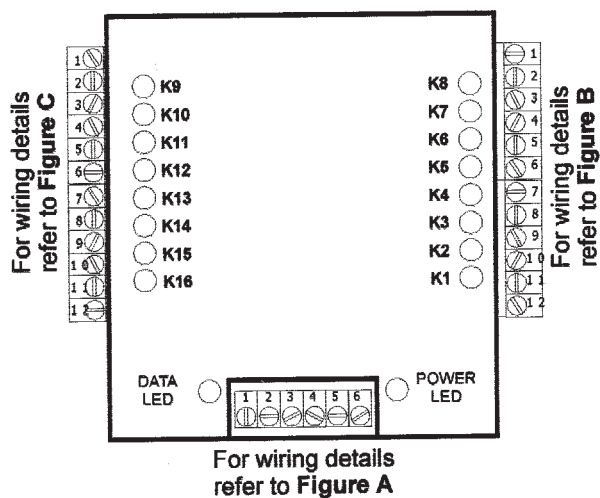 For wiring details
refer to Figure C
1
2
3
4
5
6
7
8
9
10
11
12
K9
K10
K11
K12
K13
K14
K15
K16
K8
K7
K6
K5
K4
K3
K2
K1
1
2
3
4
5
6
7
8
9
10
11
12
For wiring details
refer to Figure B
DATA
LED
1 2 3 4 5 6
POWER
LED
For wiring details
refer to Figure A